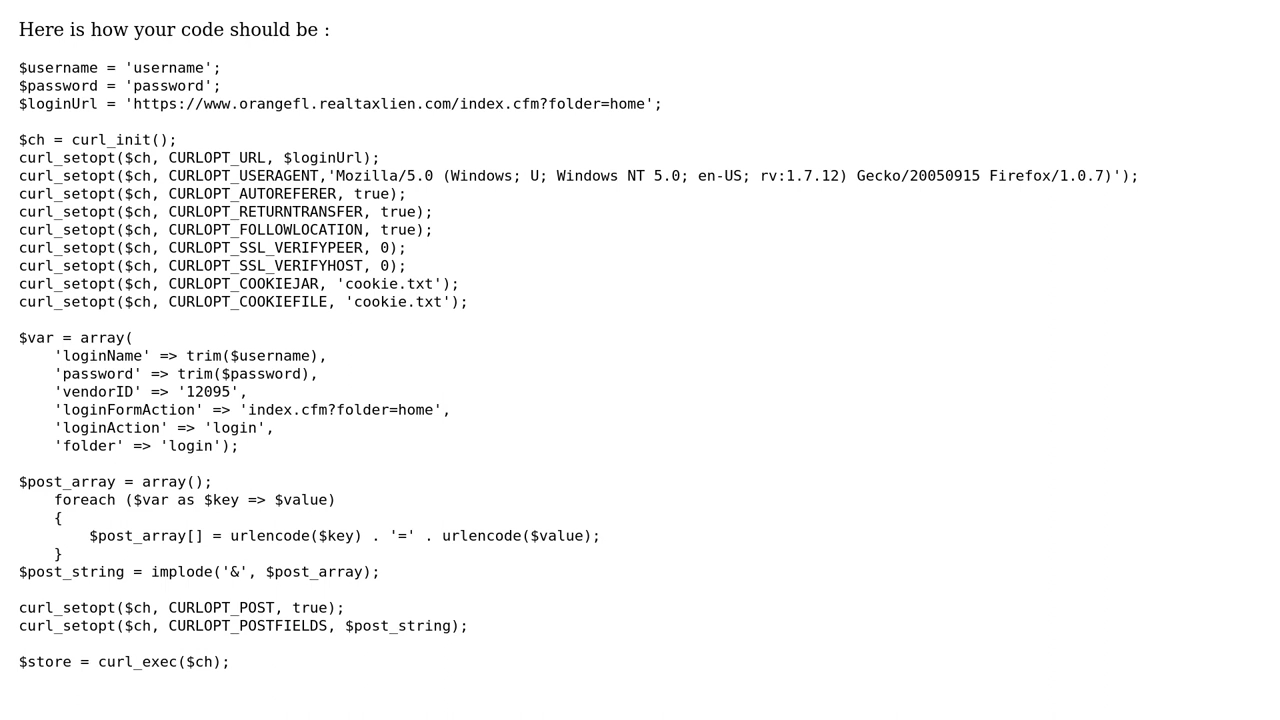 Here is how your code should be :
$username = 'username';
$password = 'password';
$loginUrl = 'https://www.orangefl.realtaxlien.com/index.cfm?folder=home';
$ch = curl_init();
curl_setopt($ch, CURLOPT_URL, $loginUrl);
curl_setopt($ch, CURLOPT_USERAGENT,'Mozilla/5.0 (Windows; U; Windows NT 5.0; en-US; rv:1.7.12) Gecko/20050915 Firefox/1.0.7)');
curl_setopt($ch, CURLOPT_AUTOREFERER, true);
curl_setopt($ch, CURLOPT_RETURNTRANSFER, true);
curl_setopt($ch, CURLOPT_FOLLOWLOCATION, true);
curl_setopt($ch, CURLOPT_SSL_VERIFYPEER, 0);
curl_setopt($ch, CURLOPT_SSL_VERIFYHOST, 0);
curl_setopt($ch, CURLOPT_COOKIEJAR, 'cookie.txt');
curl_setopt($ch, CURLOPT_COOKIEFILE, 'cookie.txt');
$var = array(
    'loginName' => trim($username),
    'password' => trim($password),
    'vendorID' => '12095',
    'loginFormAction' => 'index.cfm?folder=home',
    'loginAction' => 'login',
    'folder' => 'login');
$post_array = array();
    foreach ($var as $key => $value)
    {
        $post_array[] = urlencode($key) . '=' . urlencode($value);
    }
$post_string = implode('&', $post_array);
curl_setopt($ch, CURLOPT_POST, true);
curl_setopt($ch, CURLOPT_POSTFIELDS, $post_string);
$store = curl_exec($ch);